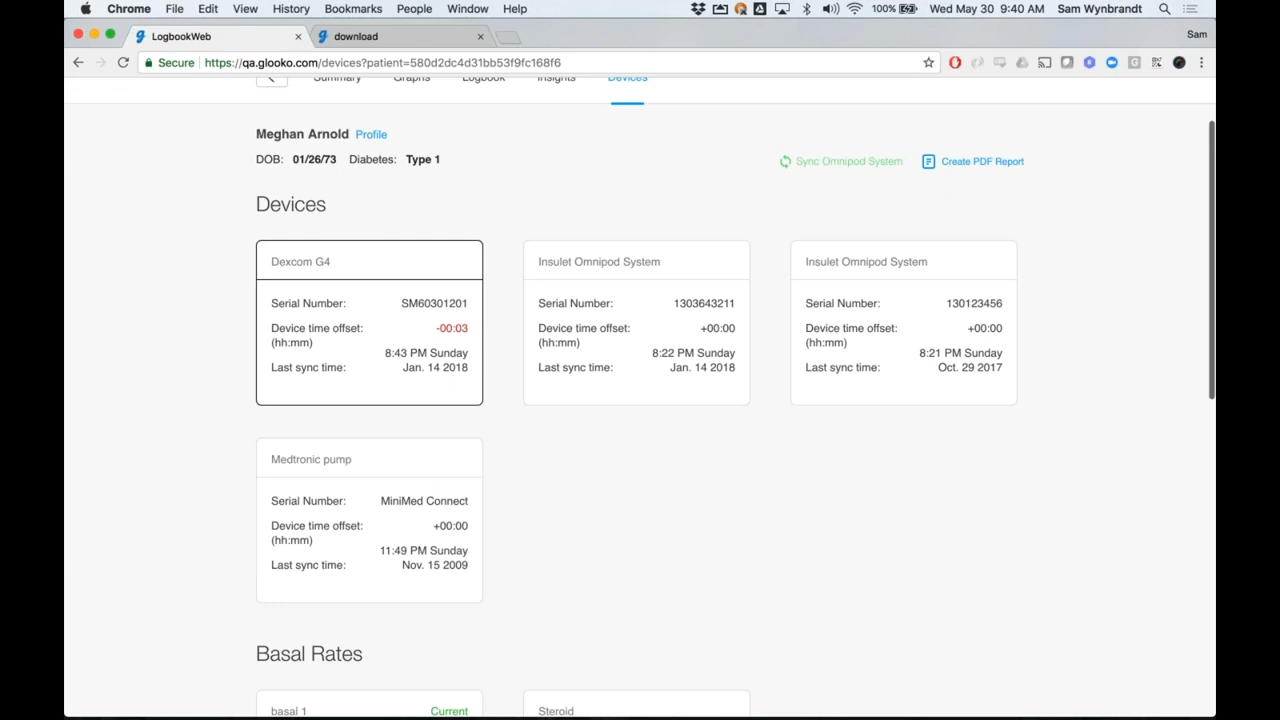 Chrome File Edit View History Bookmarks People Window Help 100% Wed May 30 9:40 AM Sam Wynbrandt
LogbookWeb download Sam
Secure https://qa.glooko.com/devices?patient=580d2dc4d31bb53f9fc168f6
Summary Graphs Logbook Insights Devices
Meghan Arnold Profile
DOB: 01/26/73 Diabetes: Type 1
Sync Omnipod System Create PDF Report
Devices
Dexcom G4
Serial Number: SM60301201
Device time offset: -00:03
(hh:mm)
8:43 PM Sunday
Last sync time: Jan. 14 2018
Insulet Omnipod System
Serial Number: 1303643211
Device time offset: +00:00
(hh:mm)
8:22 PM Sunday
Last sync time: Jan. 14 2018
Insulet Omnipod System
Serial Number: 130123456
Device time offset: +00:00
(hh:mm)
8:21 PM Sunday
Last sync time: Oct. 29 2017
Medtronic pump
Serial Number: MiniMed Connect
Device time offset: +00:00
(hh:mm)
11:49 PM Sunday
Last sync time: Nov. 15 2009
Basal Rates
basal 1 Current
Steroid